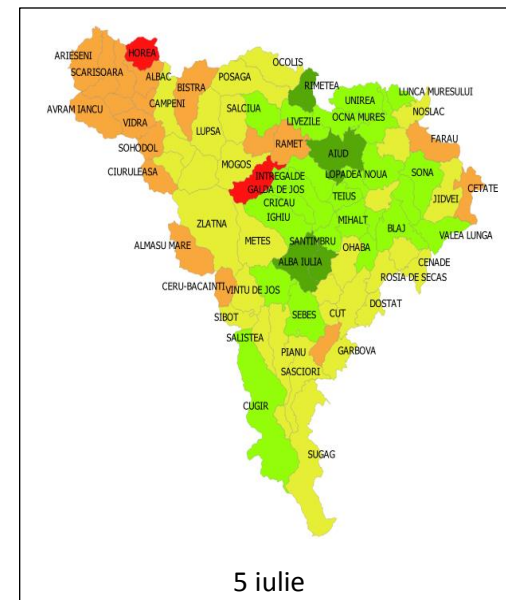 HOREA
ARIESENI
SCARISOARA
ALBAC
OCOLIS
POSAGA
BISTRA
RIMETEA
LUNCA MURESULUI
UNIREA
AVRAM IANCU
CAMPENI
SALCIUA
NOSLAC
VIDRA
LIVEZILE
OCNA MURES
LUPSA
FARAU
SOHODOL
RAMET
AIUD
MOGOS
CIURULEASA
INTREGALDE
LOPADEA NOUA
SONA
CETATE
GALDA DE JOS
TEIUS
JIDVEI
CRICAU
IGHIU
MIHALT
ZLATNA
BLAJ
VALEA LUNGA
METES
SANTIMBRU
OHABA
ALMASU MARE
ALBA IULIA
CENADE
ROSIA DE SECAS
CERU-BACAINTI
VINTU DE JOS
DOSTAT
SIBOT
SEBES
CUT
SALISTEA
PIANU
GARBOVA
SASCIORI
CUGIR
SUGAG
5 iulie